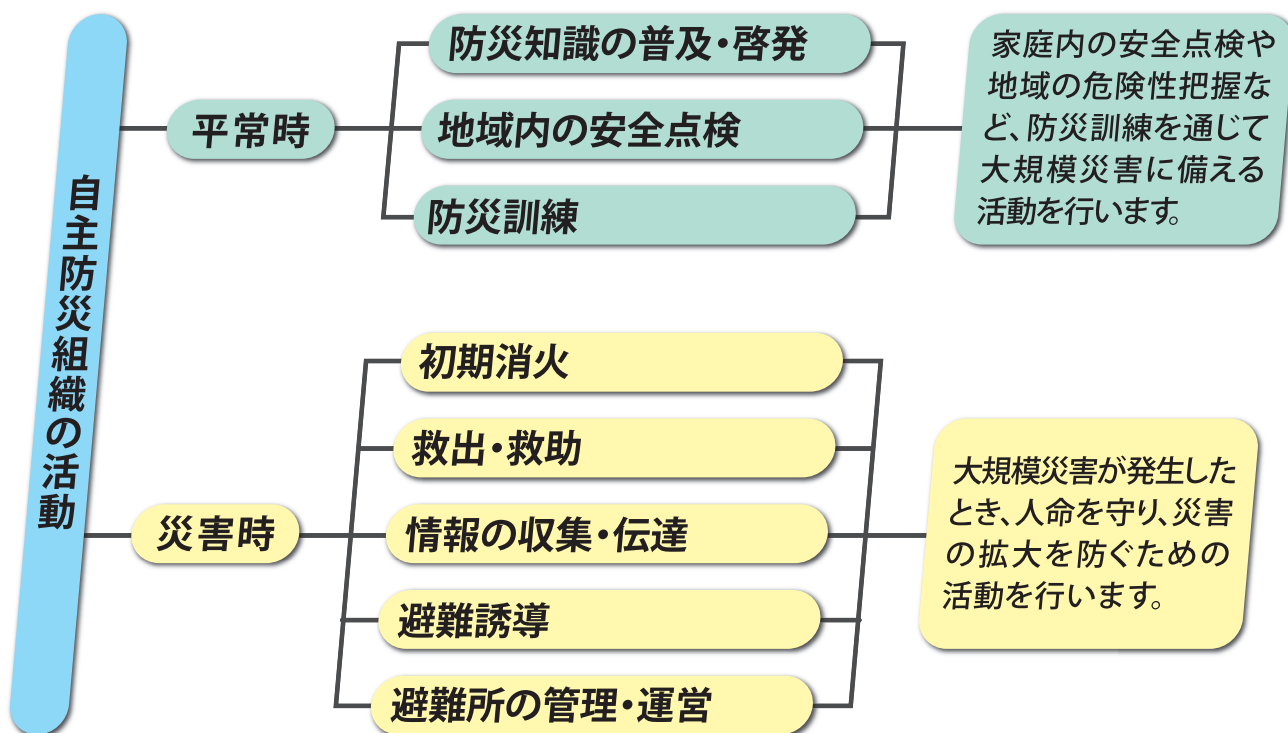 自主防災組織の活動
平常時
防災知識の普及・啓発
地域内の安全点検
防災訓練
家庭内の安全点検や
地域の危険性把握な
ど、防災訓練を通じて
大規模災害に備える
活動を行います。
災害時
初期消火
救出・救助
情報の収集・伝達
避難誘導
避難所の管理・運営
大規模災害が発生した
とき、人命を守り、災害
の拡大を防ぐための
活動を行います。